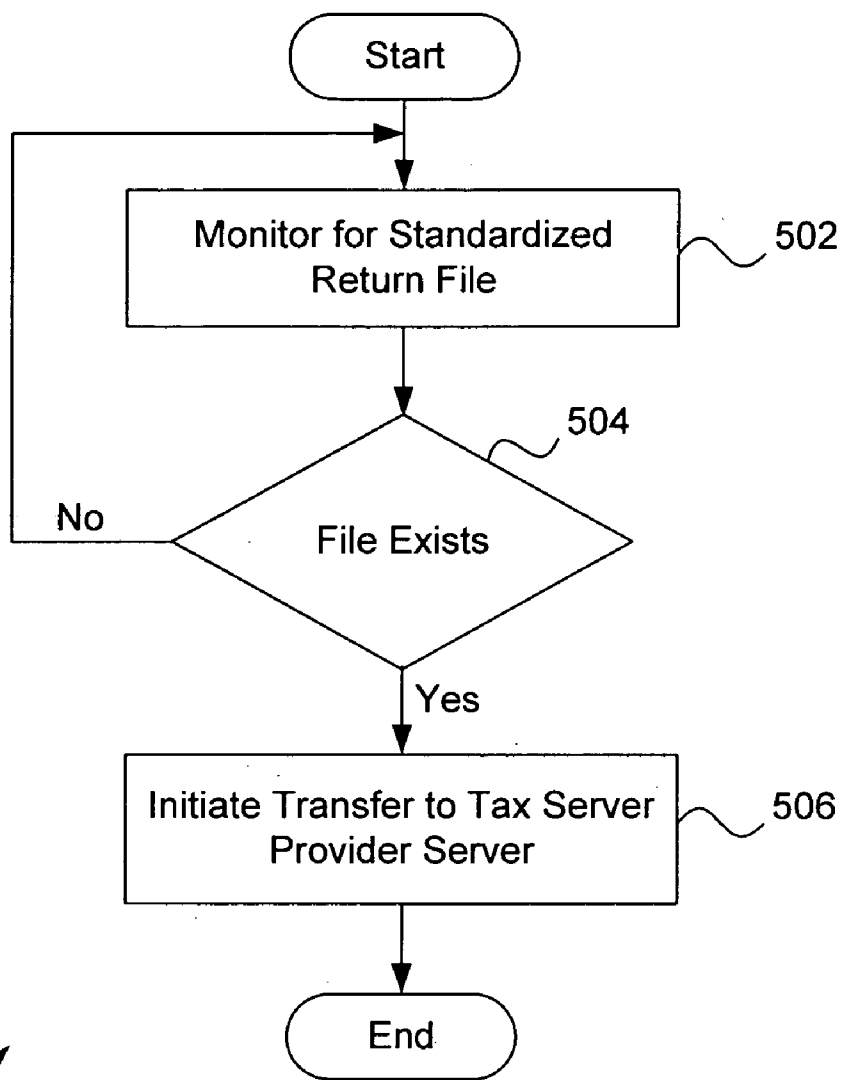 Start
Monitor for Standardized
Return File
502
504
File Exists
No
Yes
Initiate Transfer to Tax Server
Provider Server
506
End